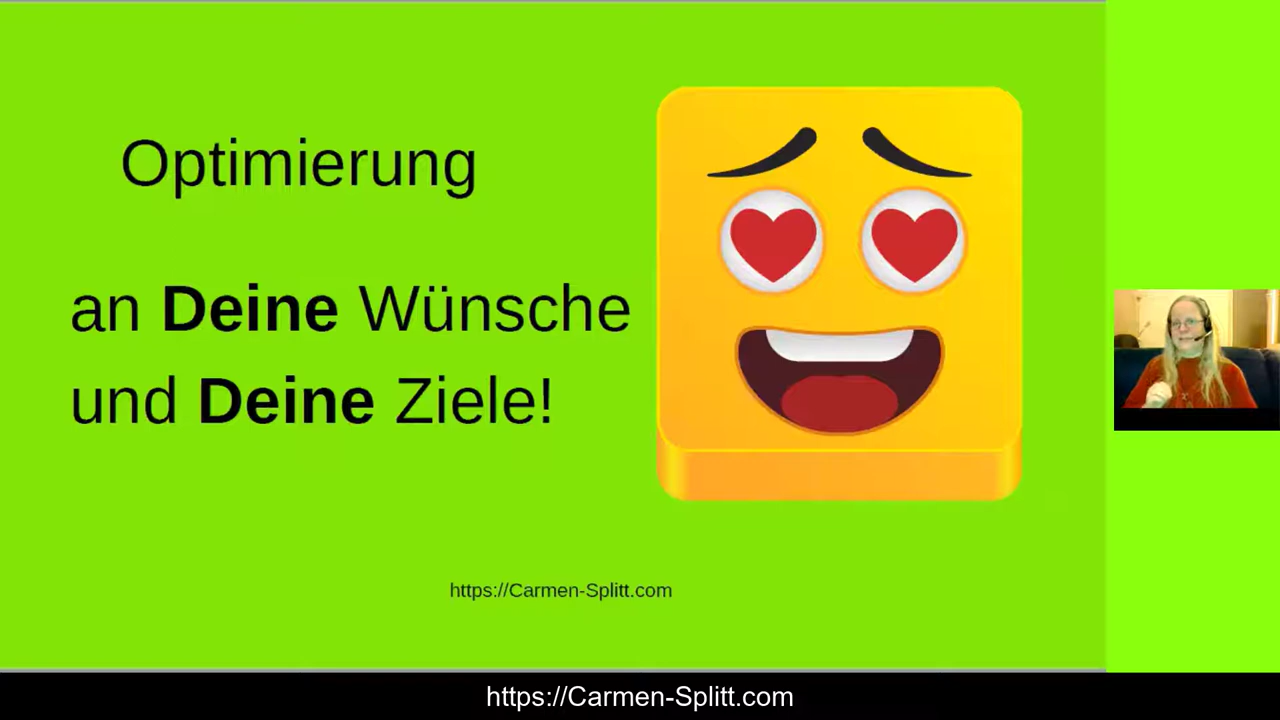 Optimierung
an Deine Wünsche
und Deine Ziele!
https://Carmen-Splitt.com
https://Carmen-Splitt.com